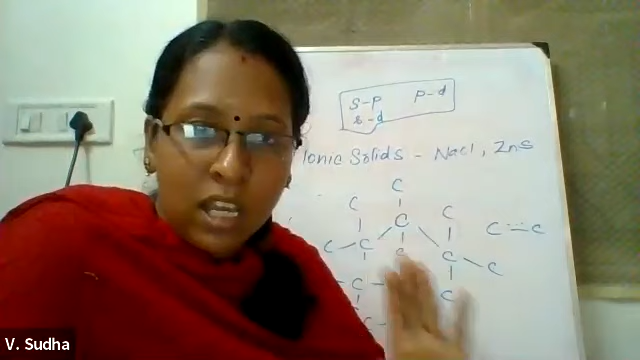 S-P P-d
s-d
Ionic Solids - NaCl, ZnS
C
C C
C
C = C
C - C C
C - C
C
C
C
V. Sudha